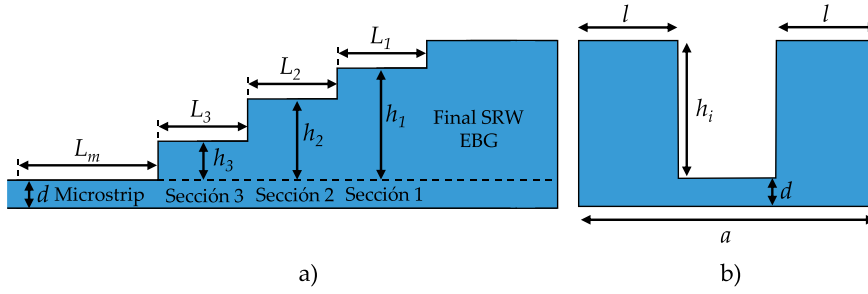 L1
L2
L3
Lm
h1
h2
h3
Final SRW
EBG
d Microstrip Sección 3 Sección 2 Sección 1
a)
l l
hi
d
a
b)